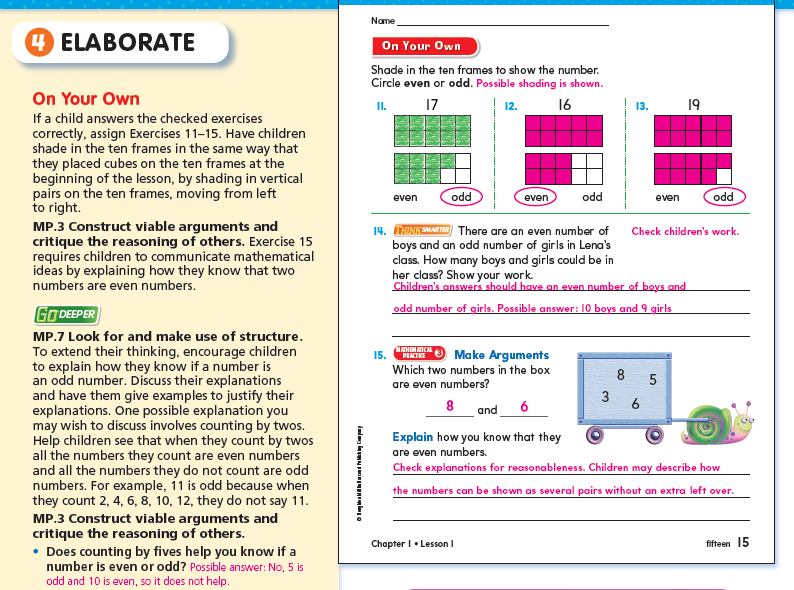 4 ELABORATE
On Your Own
If a child answers the checked exercises
correctly, assign Exercises 11–15. Have children
shade in the ten frames in the same way that
they placed cubes on the ten frames at the
beginning of the lesson, by shading in vertical
pairs on the ten frames, moving from left
to right.
MP.3 Construct viable arguments and
critique the reasoning of others. Exercise 15
requires children to communicate mathematical
ideas by explaining how they know that two
numbers are even numbers.
GO DEEPER
MP.7 Look for and make use of structure.
To extend their thinking, encourage children
to explain how they know if a number is
an odd number. Discuss their explanations
and have them give examples to justify their
explanations. One possible explanation you
may wish to discuss involves counting by twos.
Help children see that when they count by twos
all the numbers they count are even numbers
and all the numbers they do not count are odd
numbers. For example, 11 is odd because when
they count 2, 4, 6, 8, 10, 12, they do not say 11.
MP.3 Construct viable arguments and
critique the reasoning of others.
• Does counting by fives help you know if a
number is even or odd? Possible answer: No, 5 is
odd and 10 is even, so it does not help.
Name
On Your Own
Shade in the ten frames to show the number.
Circle even or odd. Possible shading is shown.
11. 17 12. 16 13. 19
even odd even odd even odd
14. THINK SMARTER There are an even number of
boys and an odd number of girls in Lena's
class. How many boys and girls could be in
her class? Show your work.
Check children's work.
Children's answers should have an even number of boys and
odd number of girls. Possible answer: 10 boys and 9 girls
15. MATHEMATICAL PRACTICE 3 Make Arguments
Which two numbers in the box
are even numbers?
8 and 6
8 5
3 6
Explain how you know that they
are even numbers.
Check explanations for reasonableness. Children may describe how
the numbers can be shown as several pairs without an extra left over.
© Houghton Mifflin Harcourt Publishing Company
Chapter 1 • Lesson 1
fifteen 15